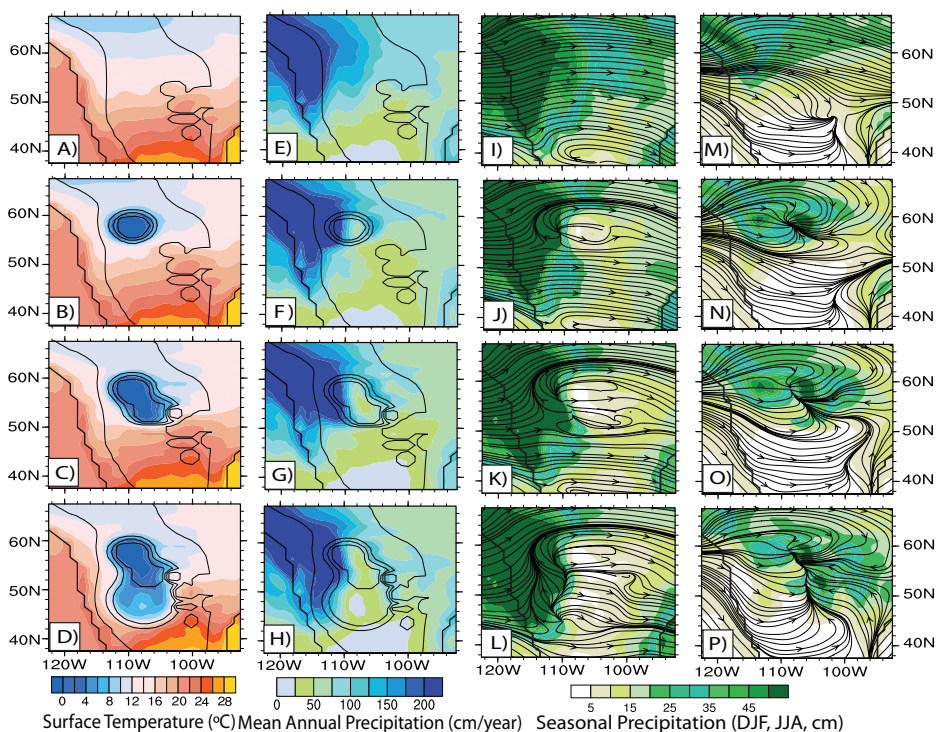 60N
50N
40N
A)
E)
I)
M)
60N
50N
40N
60N
50N
40N
B)
F)
J)
N)
60N
50N
40N
60N
50N
40N
C)
G)
K)
O)
60N
50N
40N
60N
50N
40N
D)
H)
L)
P)
60N
50N
40N
120W 110W 100W
120W 110W 100W
120W 110W 100W
120W 110W 100W
0 4 8 12 16 20 24 28
0 50 100 150 200
5 15 25 35 45
Surface Temperature (ºC) Mean Annual Precipitation (cm/year) Seasonal Precipitation (DJF, JJA, cm)